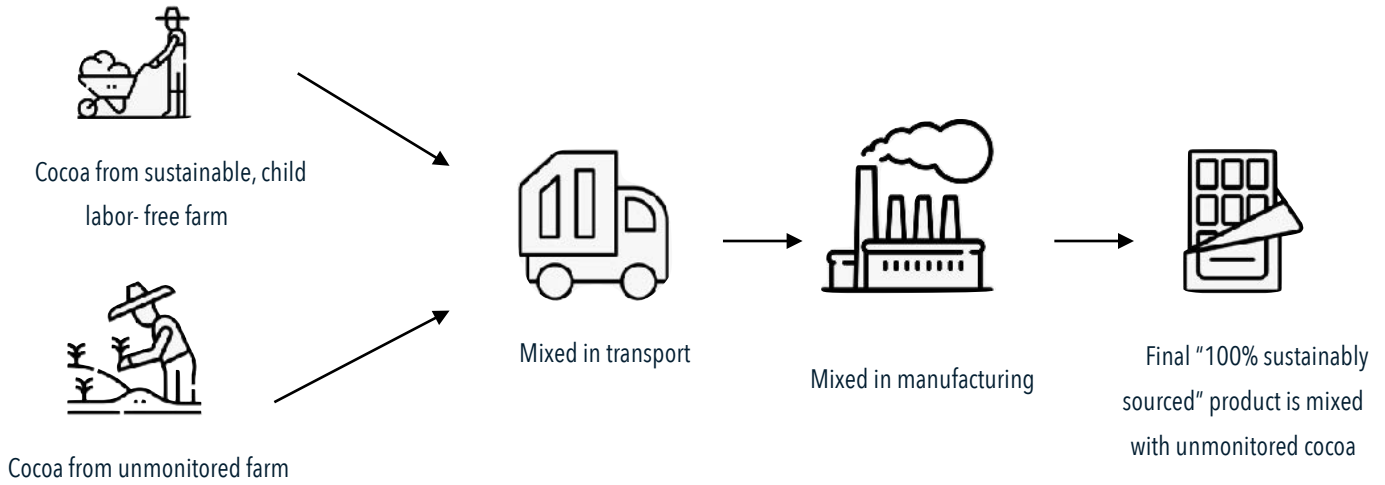 Cocoa from sustainable, child
labor- free farm
Cocoa from unmonitored farm
Mixed in transport
Mixed in manufacturing
Final “100% sustainably
sourced” product is mixed
with unmonitored cocoa